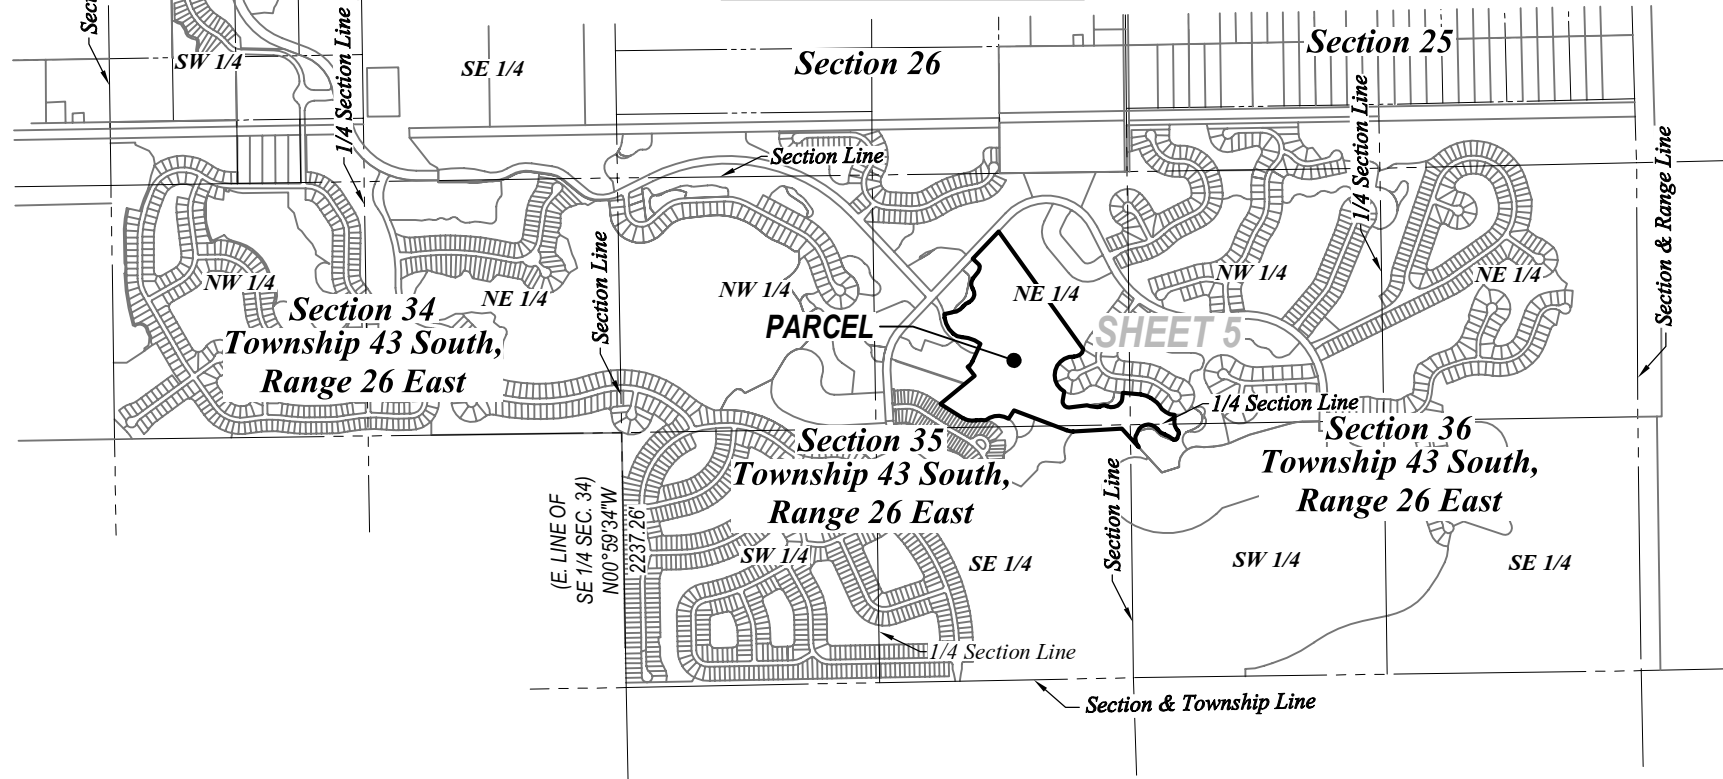 Sec
SW 1/4
1/4 Section Line
SE 1/4
Section 26
Section 25
Section Line
1/4 Section Line
Section & Range Line
NW 1/4
Section 34
Township 43 South,
Range 26 East
NE 1/4
Section Line
NW 1/4
PARCEL
NE 1/4
SHEET 5
NW 1/4
NE 1/4
1/4 Section Line
Section 35
Township 43 South,
Range 26 East
Section 36
Township 43 South,
Range 26 East
(E. LINE OF
SE 1/4 SEC. 34)
N00°59'34"W
2237.26'
SW 1/4
SE 1/4
Section Line
SW 1/4
SE 1/4
1/4 Section Line
Section & Township Line